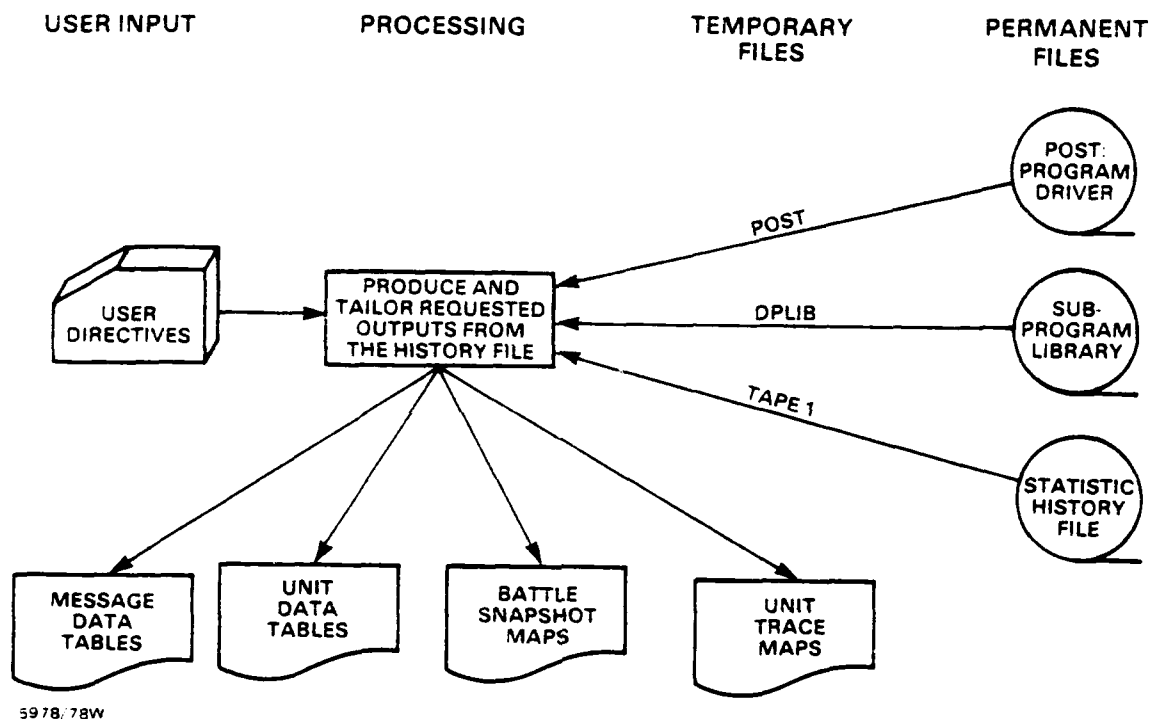 USER INPUT
PROCESSING
TEMPORARY
FILES
PERMANENT
FILES
POST:
PROGRAM
DRIVER
POST
USER
DIRECTIVES
PRODUCE AND
TAILOR REQUESTED
OUTPUTS FROM
THE HISTORY FILE
DPLIB
SUB-
PROGRAM
LIBRARY
TAPE 1
STATISTIC
HISTORY
FILE
MESSAGE
DATA
TABLES
UNIT
DATA
TABLES
BATTLE
SNAPSHOT
MAPS
UNIT
TRACE
MAPS
5978/78W